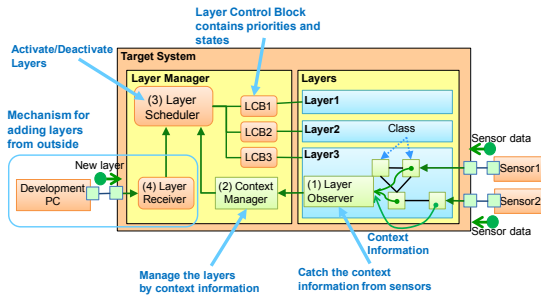 Layer Control Block
contains priorities and
states
Activate/Deactivate
Layers
Target System
Layer Manager
Layers
(3) Layer
Scheduler
LCB1
Layer1
LCB2
Layer2
LCB3
Layer3
Class
Mechanism for
adding layers
from outside
New layer
Development
PC
(4) Layer
Receiver
(2) Context
Manager
(1) Layer
Observer
Sensor data
Sensor1
Sensor2
Sensor data
Context
Information
Manage the layers
by context information
Catch the context
information from sensors